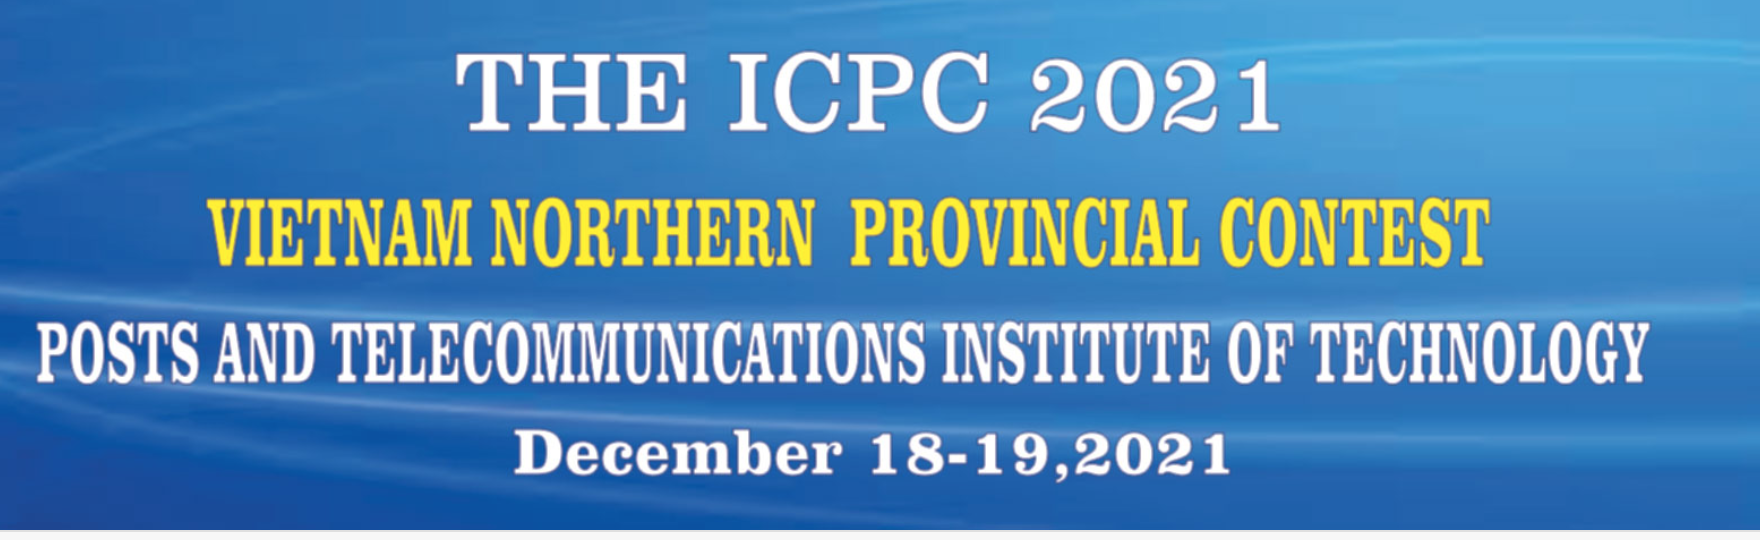 THE ICPC 2021
VIETNAM NORTHERN PROVINCIAL CONTEST
POSTS AND TELECOMMUNICATIONS INSTITUTE OF TECHNOLOGY
December 18-19,2021